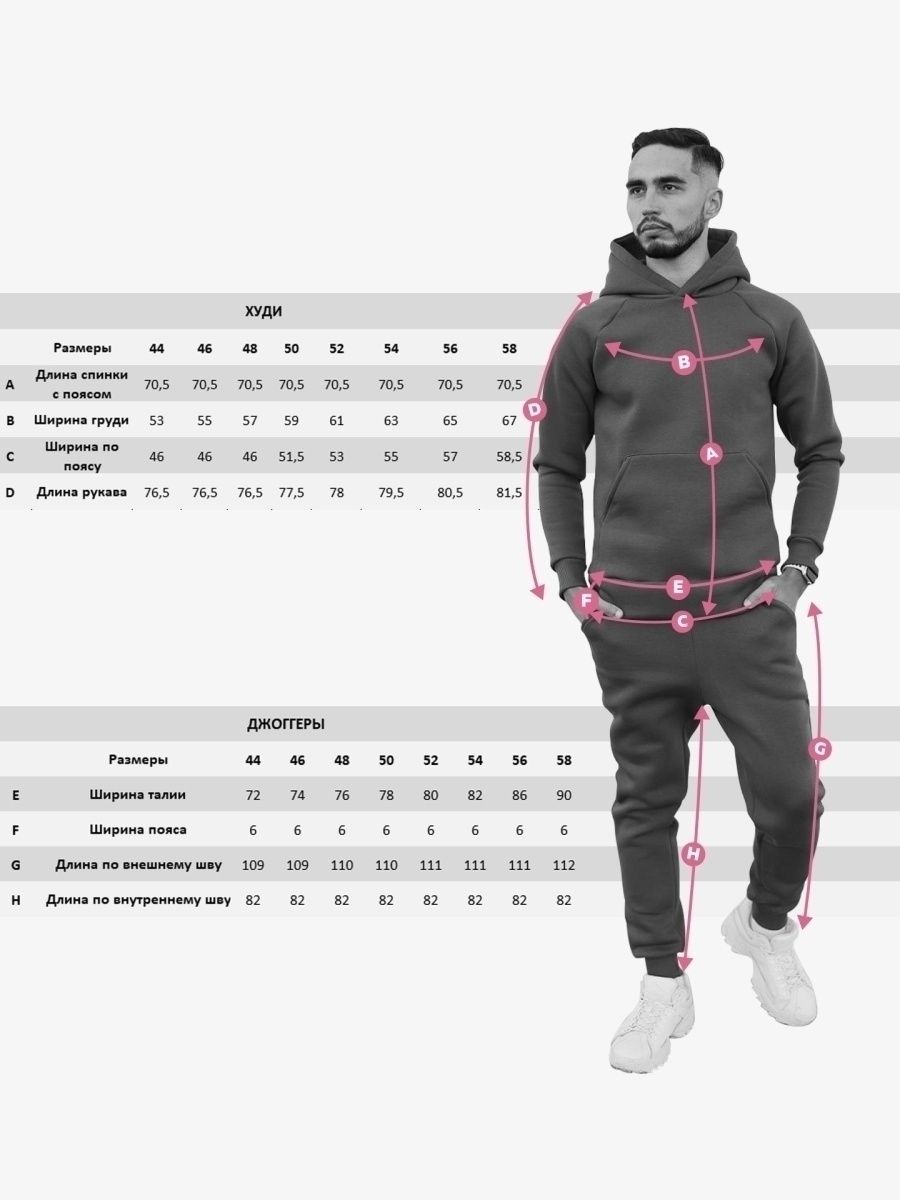 ХУДИ
Размеры 44 46 48 50 52 54 56 58
A Длина спинки с поясом 70,5 70,5 70,5 70,5 70,5 70,5 70,5 70,5
B Ширина груди 53 55 57 59 61 63 65 67
C Ширина по поясу 46 46 46 51,5 53 55 57 58,5
D Длина рукава 76,5 76,5 76,5 77,5 78 79,5 80,5 81,5
B
D
A
E
F
C
ДЖОГГЕРЫ
Размеры 44 46 48 50 52 54 56 58
E Ширина талии 72 74 76 78 80 82 86 90
F Ширина пояса 6 6 6 6 6 6 6 6
G Длина по внешнему шву 109 109 110 110 111 111 111 112
H Длина по внутреннему шву 82 82 82 82 82 82 82 82
G
H